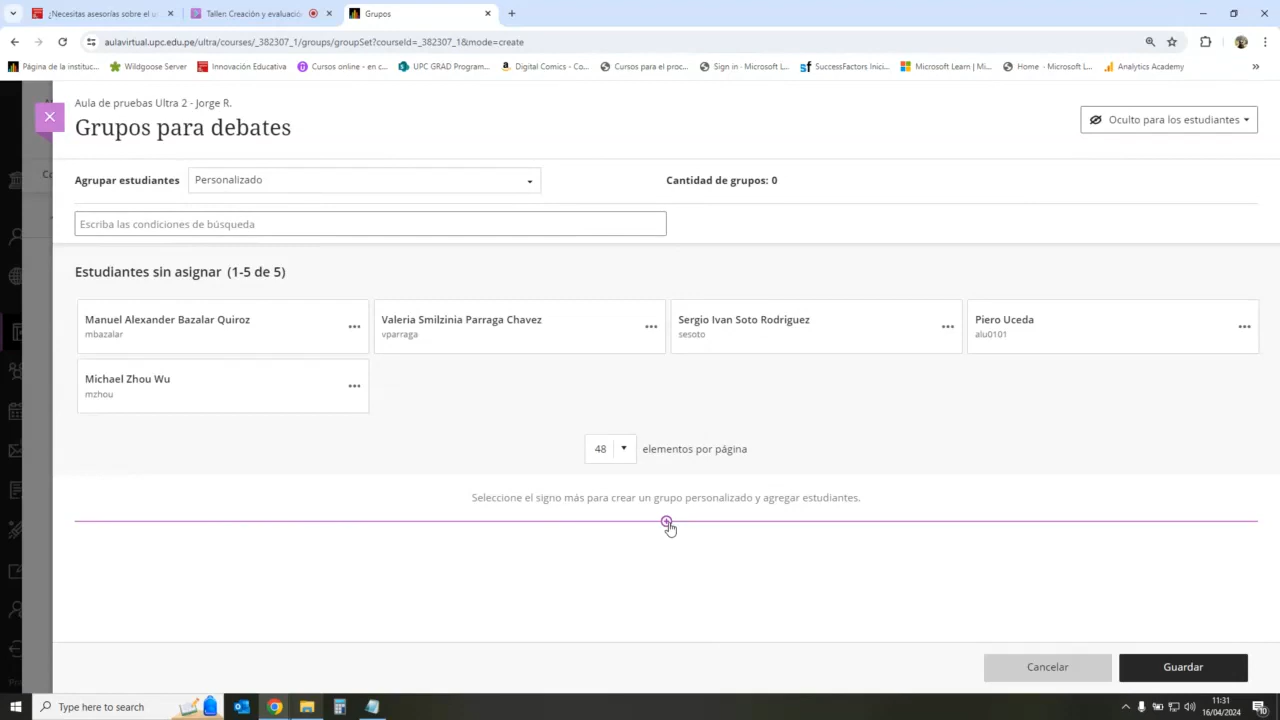 ¿Necesitas asesorías sobre el u
Taller: Creación y evaluación
Grupos
aulavirtual.upc.edu.pe/ultra/courses/_382307_1/groups/groupSet?courseId=_382307_1&mode=create
Página de la instituc...
Wildgoose Server
Innovación Educativa
Cursos online - en c...
UPC GRAD Program...
Digital Comics - Co...
Cursos para el proc...
Sign in · Microsoft L...
SuccessFactors Inici...
Microsoft Learn | Mi...
Home · Microsoft L...
Analytics Academy
Aula de pruebas Ultra 2 - Jorge R.
Grupos para debates
Oculto para los estudiantes
Agrupar estudiantes
Personalizado
Cantidad de grupos: 0
Escriba las condiciones de búsqueda
Estudiantes sin asignar (1-5 de 5)
Manuel Alexander Bazalar Quiroz
mbazalar
Valeria Smilzinia Parraga Chavez
vparraga
Sergio Ivan Soto Rodriguez
sesoto
Piero Uceda
alu0101
Michael Zhou Wu
mzhou
48
elementos por página
Seleccione el signo más para crear un grupo personalizado y agregar estudiantes.
Cancelar
Guardar
Type here to search
11:31
16/04/2024